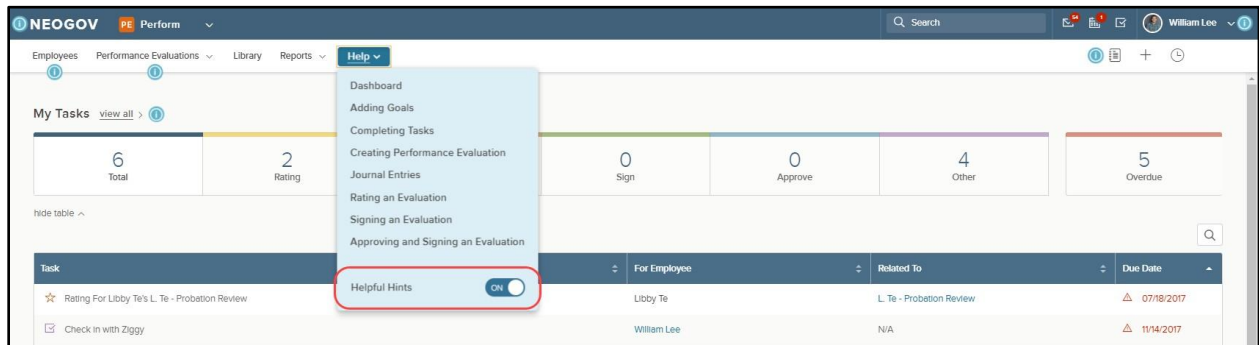 NEOGOV PE Perform Search 54 1 William Lee
Employees Performance Evaluations Library Reports Help
Dashboard
Adding Goals
Completing Tasks
Creating Performance Evaluation
Journal Entries
Rating an Evaluation
Signing an Evaluation
Approving and Signing an Evaluation
Helpful Hints ON
My Tasks view all >
6 2 0 0 4 5
Total Rating Sign Approve Other Overdue
hide table
Task For Employee Related To Due Date
Rating For Libby Te's L. Te - Probation Review Libby Te L. Te - Probation Review 07/18/2017
Check in with Ziggy William Lee N/A 11/14/2017